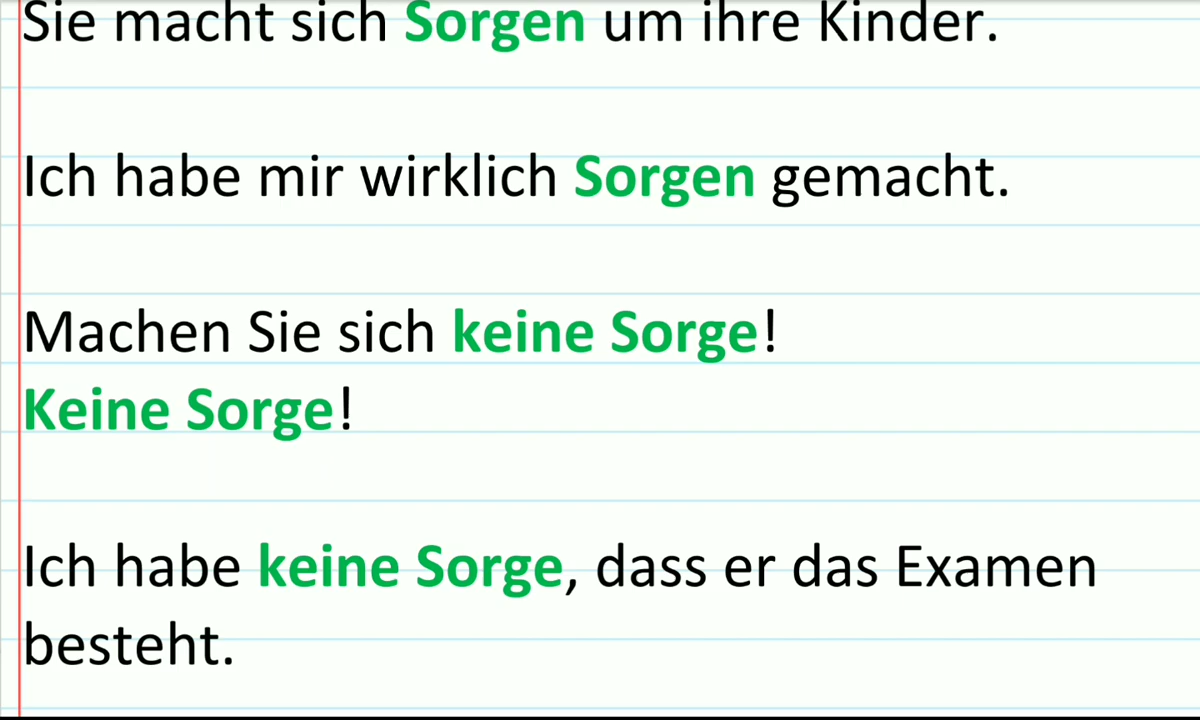 Sie macht sich Sorgen um ihre Kinder.
Ich habe mir wirklich Sorgen gemacht.
Machen Sie sich keine Sorge!
Keine Sorge!
Ich habe keine Sorge, dass er das Examen
besteht.